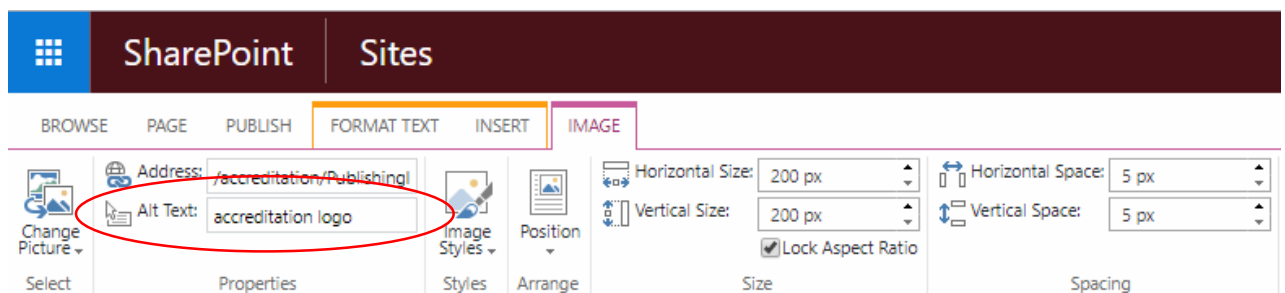 SharePoint Sites
BROWSE PAGE PUBLISH FORMAT TEXT INSERT IMAGE
Change Picture
Select
Address: /accreditation/Publishingl
Alt Text: accreditation logo
Properties
Image Styles
Styles
Position
Arrange
Horizontal Size: 200 px
Vertical Size: 200 px
Lock Aspect Ratio
Size
Horizontal Space: 5 px
Vertical Space: 5 px
Spacing